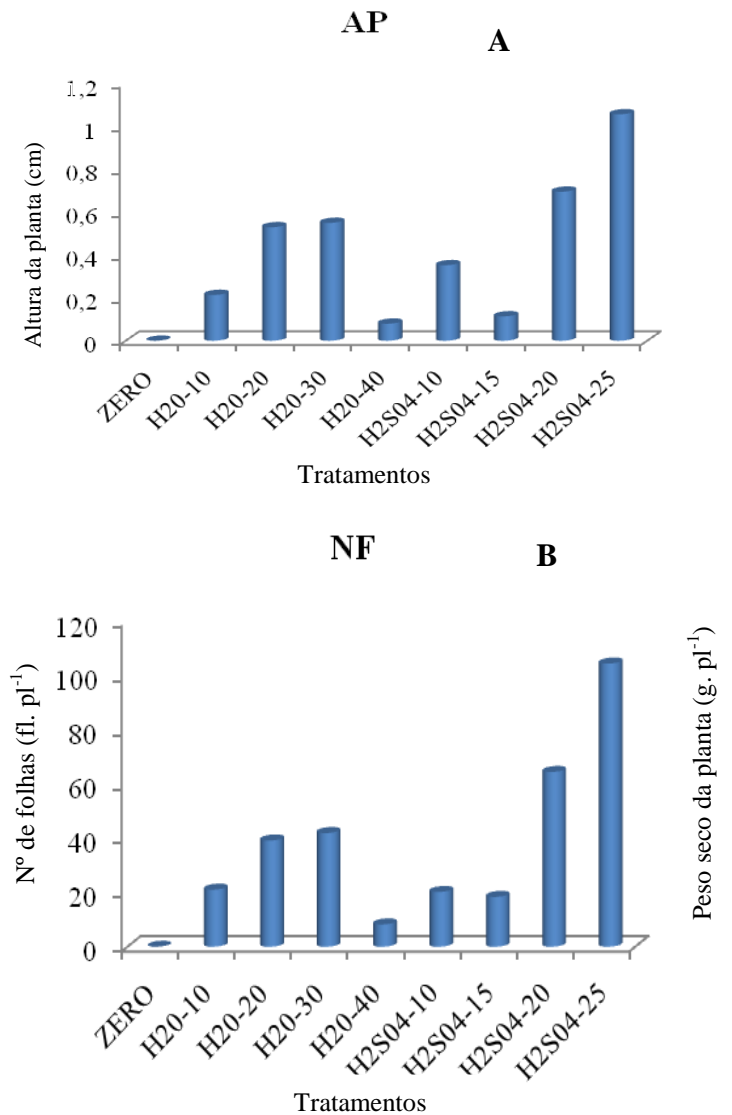 AP
A
Altura da planta (cm)
1,2
1
0,8
0,6
0,4
0,2
0
ZERO
H20-10
H20-20
H20-30
H20-40
H2S04-10
H2S04-15
H2S04-20
H2S04-25
Tratamentos
NF
B
Nº de folhas (fl. pl⁻¹)
120
100
80
60
40
20
0
ZERO
H20-10
H20-20
H20-30
H20-40
H2S04-10
H2S04-15
H2S04-20
H2S04-25
Tratamentos
Peso seco da planta (g. pl⁻¹)